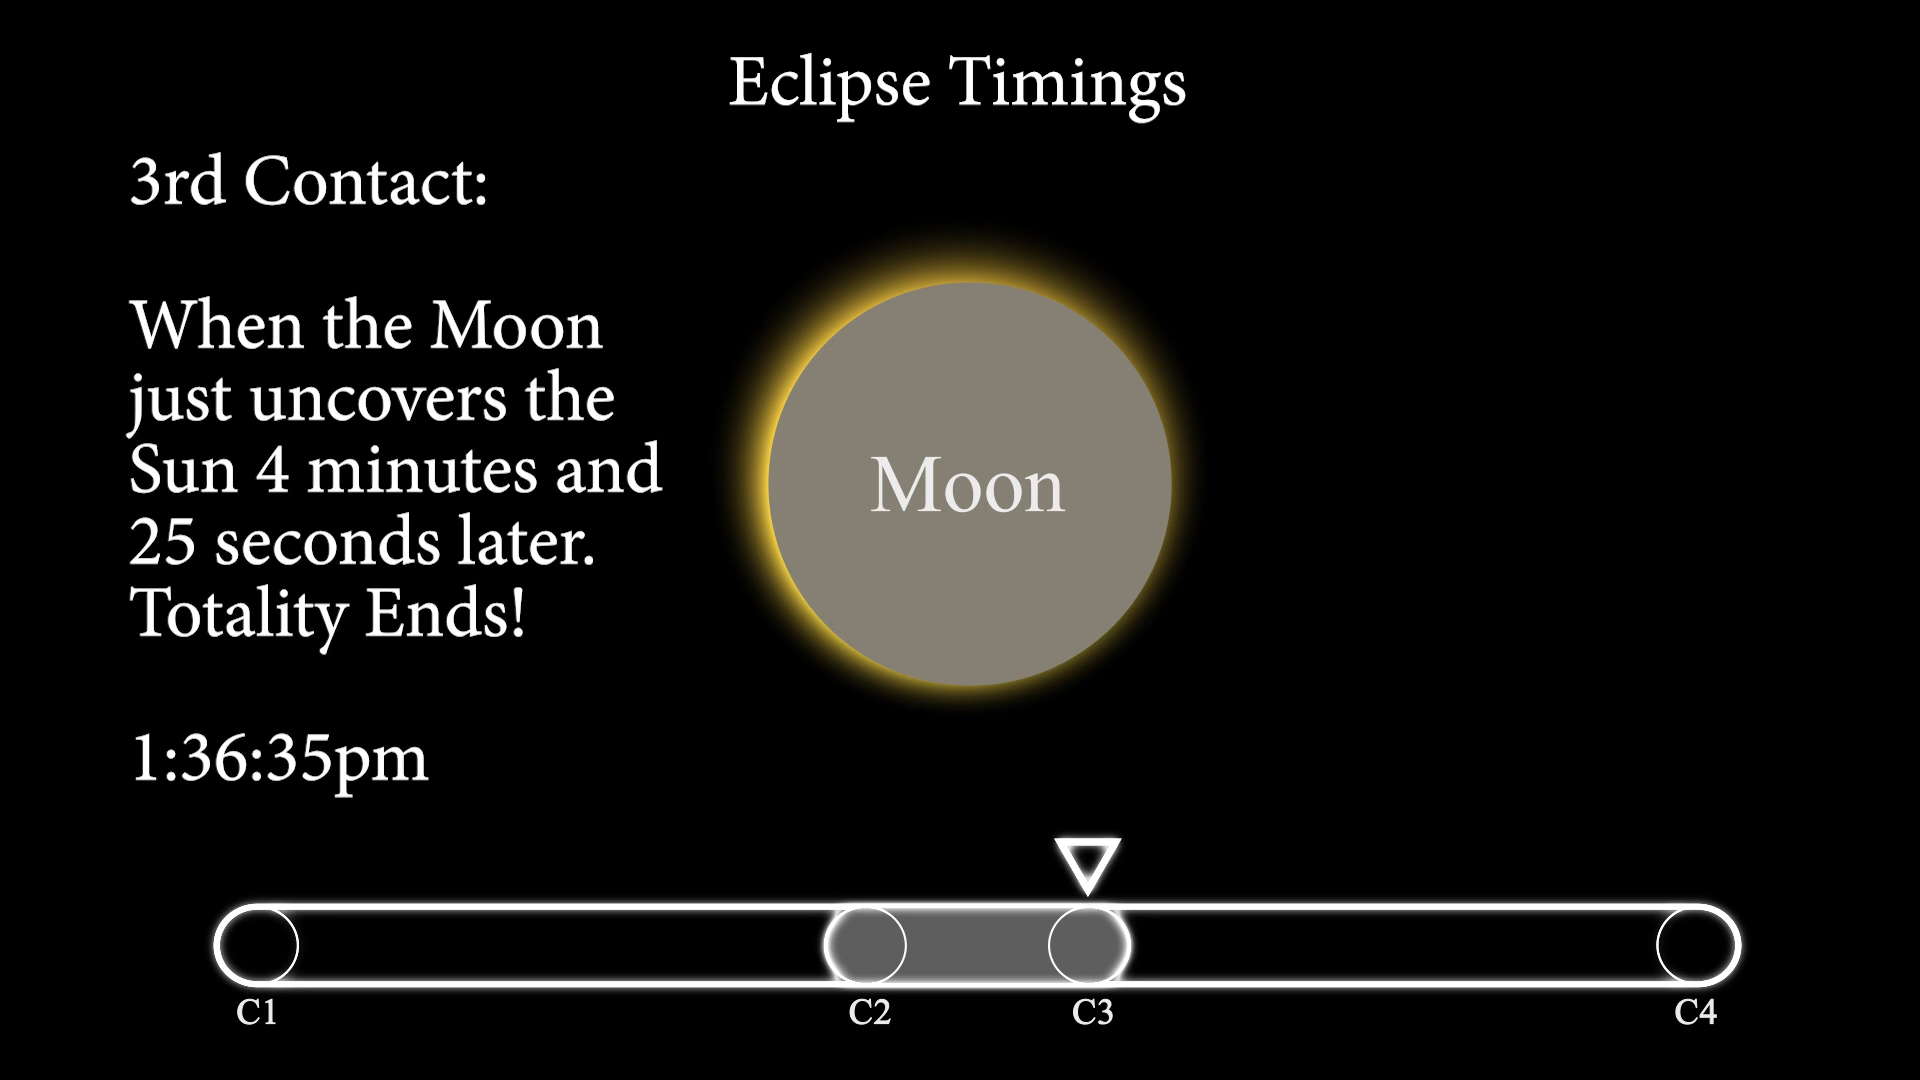 Eclipse Timings
3rd Contact:
When the Moon
just uncovers the
Sun 4 minutes and
25 seconds later.
Totality Ends!
1:36:35pm
Moon
C1
C2
C3
C4